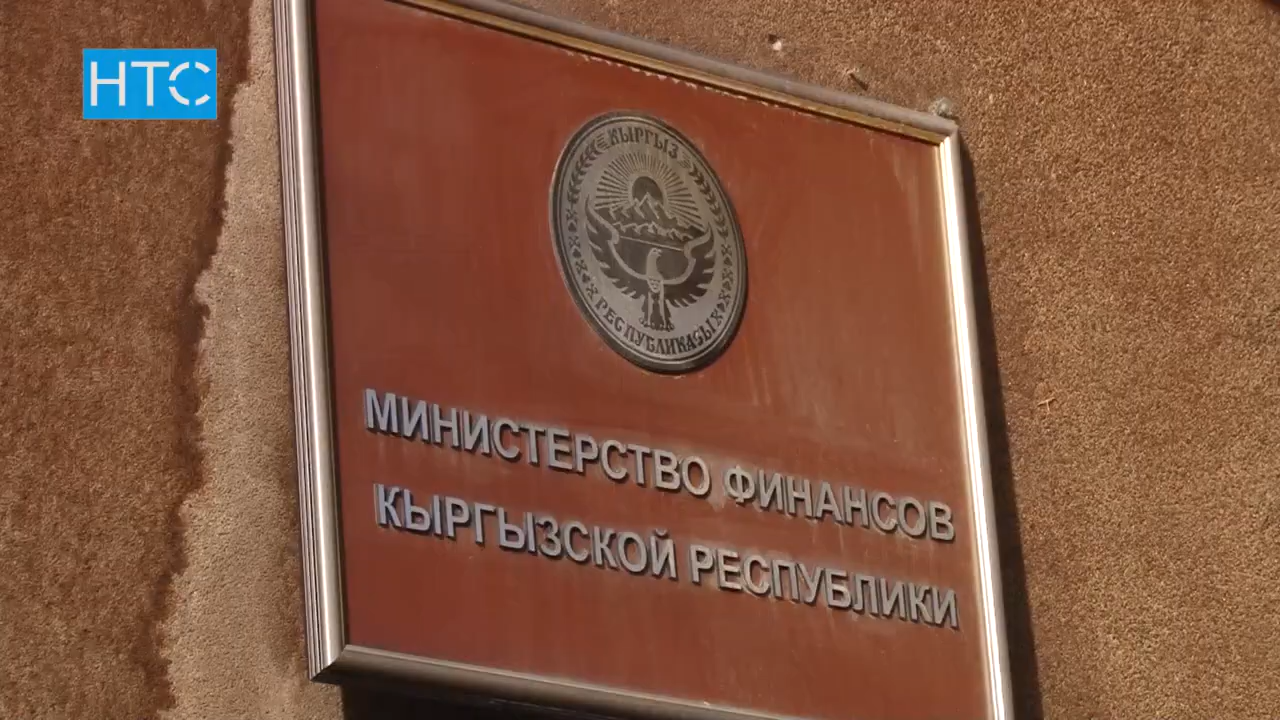 НТС
КЫРГЫЗ
РЕСПУБЛИКАСЫ
МИНИСТЕРСТВО ФИНАНСОВ
КЫРГЫЗСКОЙ РЕСПУБЛИКИ